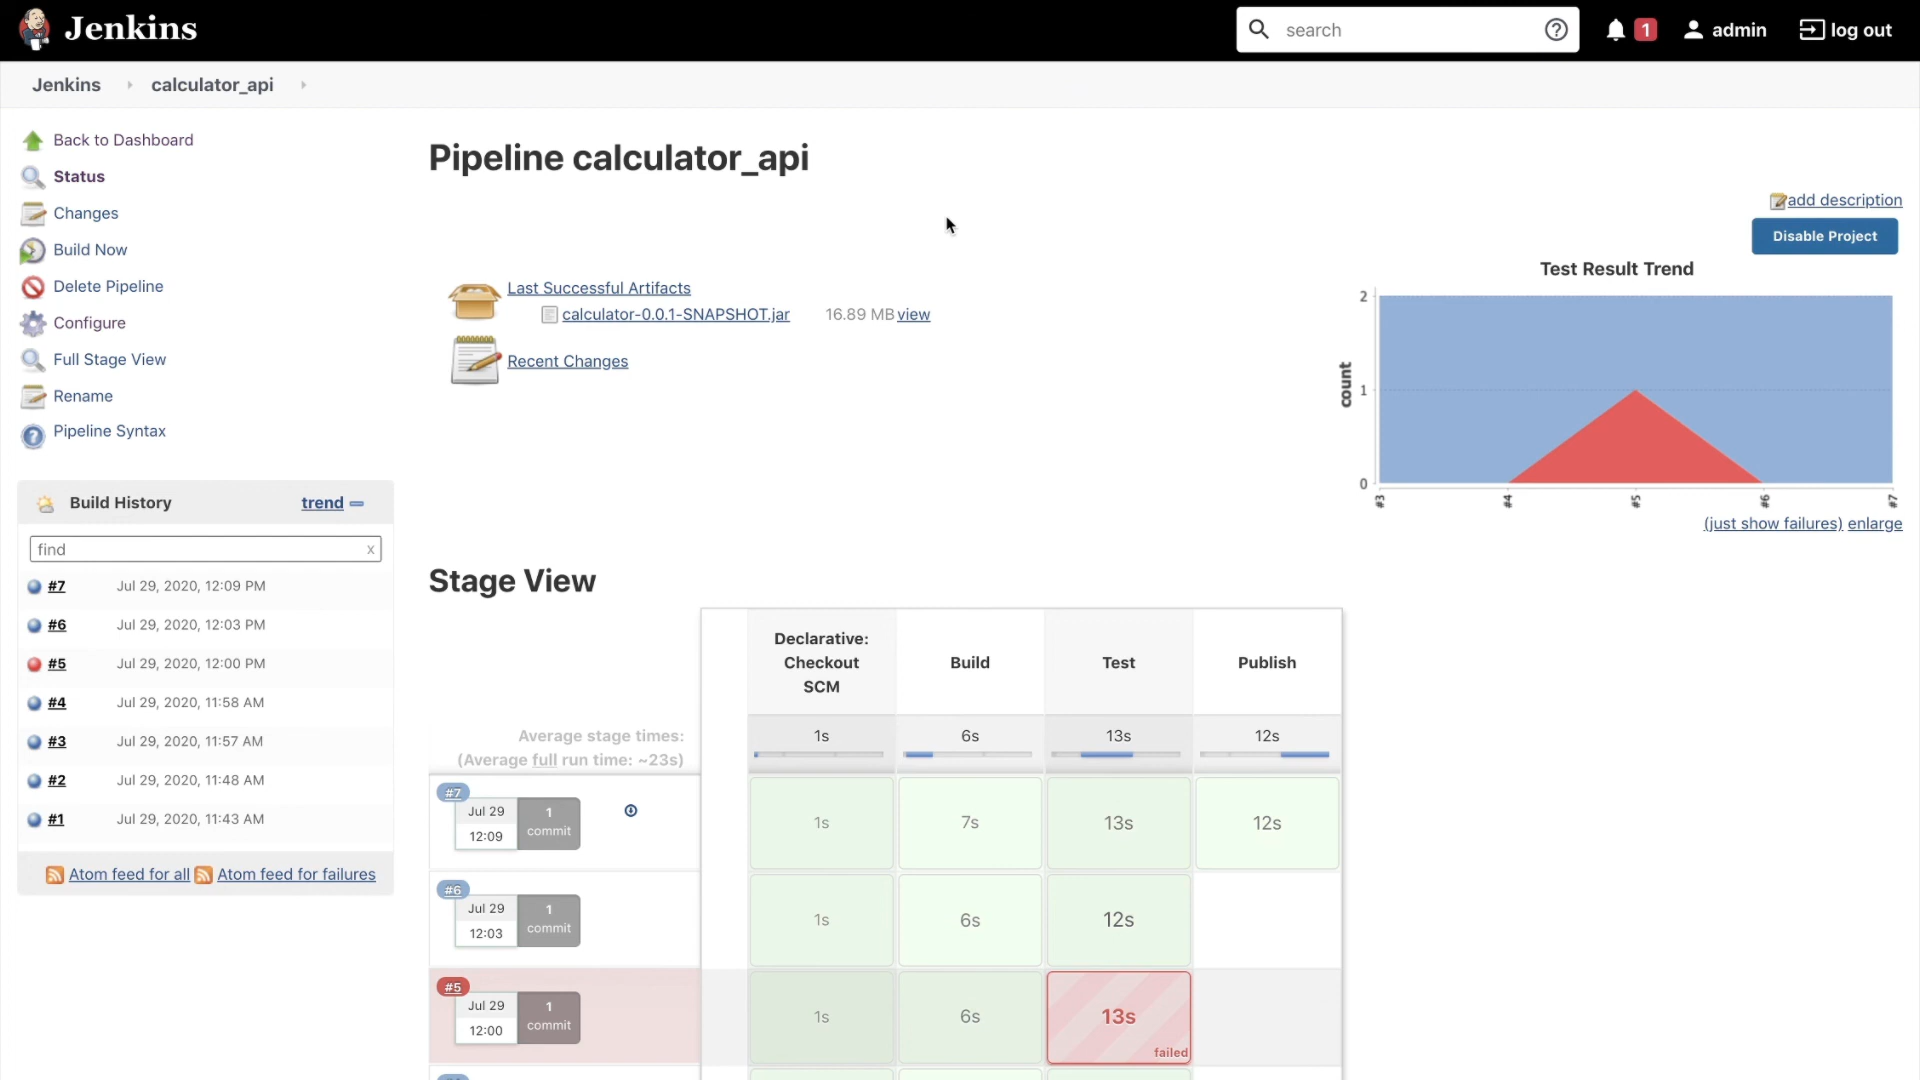 Jenkins
search
1
admin
log out
Jenkins
calculator_api
Back to Dashboard
Status
Changes
Build Now
Delete Pipeline
Configure
Full Stage View
Rename
Pipeline Syntax
Build History
trend
find
x
#7 Jul 29, 2020, 12:09 PM
#6 Jul 29, 2020, 12:03 PM
#5 Jul 29, 2020, 12:00 PM
#4 Jul 29, 2020, 11:58 AM
#3 Jul 29, 2020, 11:57 AM
#2 Jul 29, 2020, 11:48 AM
#1 Jul 29, 2020, 11:43 AM
Atom feed for all Atom feed for failures
Pipeline calculator_api
add description
Disable Project
Last Successful Artifacts
calculator-0.0.1-SNAPSHOT.jar 16.89 MB view
Recent Changes
Test Result Trend
count
2
1
0
#3 #4 #5 #6 #7
(just show failures) enlarge
Stage View
Declarative:
Checkout
SCM
Build
Test
Publish
Average stage times:
(Average full run time: ~23s)
1s 6s 13s 12s
#7
Jul 29
12:09
1
commit
1s 7s 13s 12s
#6
Jul 29
12:03
1
commit
1s 6s 12s
#5
Jul 29
12:00
1
commit
1s 6s 13s
failed